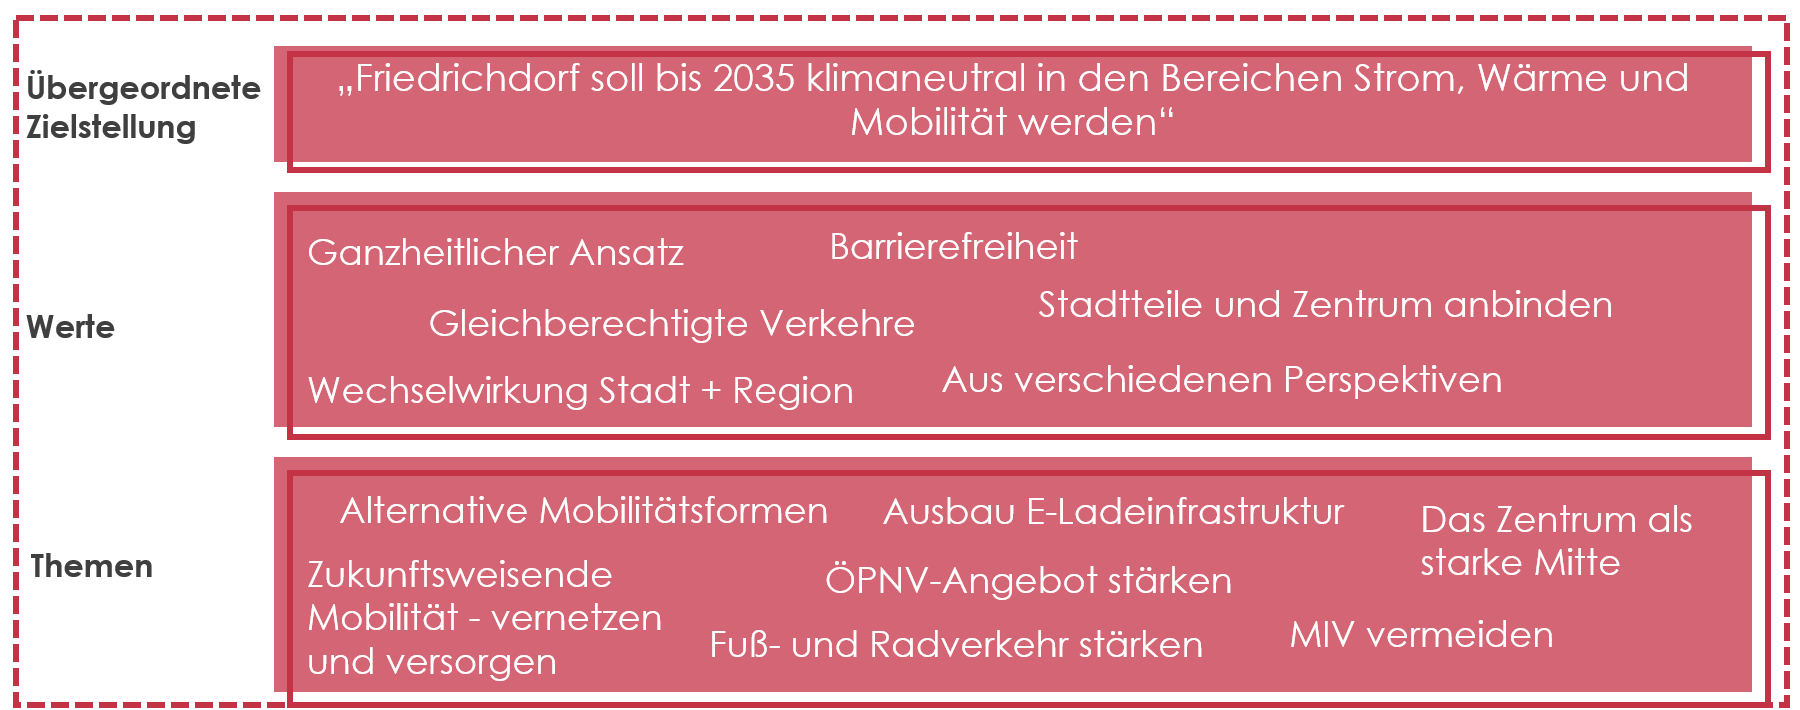 Übergeordnete
Zielstellung
„Friedrichdorf soll bis 2035 klimaneutral in den Bereichen Strom, Wärme und
Mobilität werden“
Werte
Ganzheitlicher Ansatz
Barrierefreiheit
Gleichberechtigte Verkehre
Stadtteile und Zentrum anbinden
Wechselwirkung Stadt + Region
Aus verschiedenen Perspektiven
Themen
Alternative Mobilitätsformen
Ausbau E-Ladeinfrastruktur
Das Zentrum als
starke Mitte
Zukunftsweisende
Mobilität - vernetzen
und versorgen
ÖPNV-Angebot stärken
Fuß- und Radverkehr stärken
MIV vermeiden